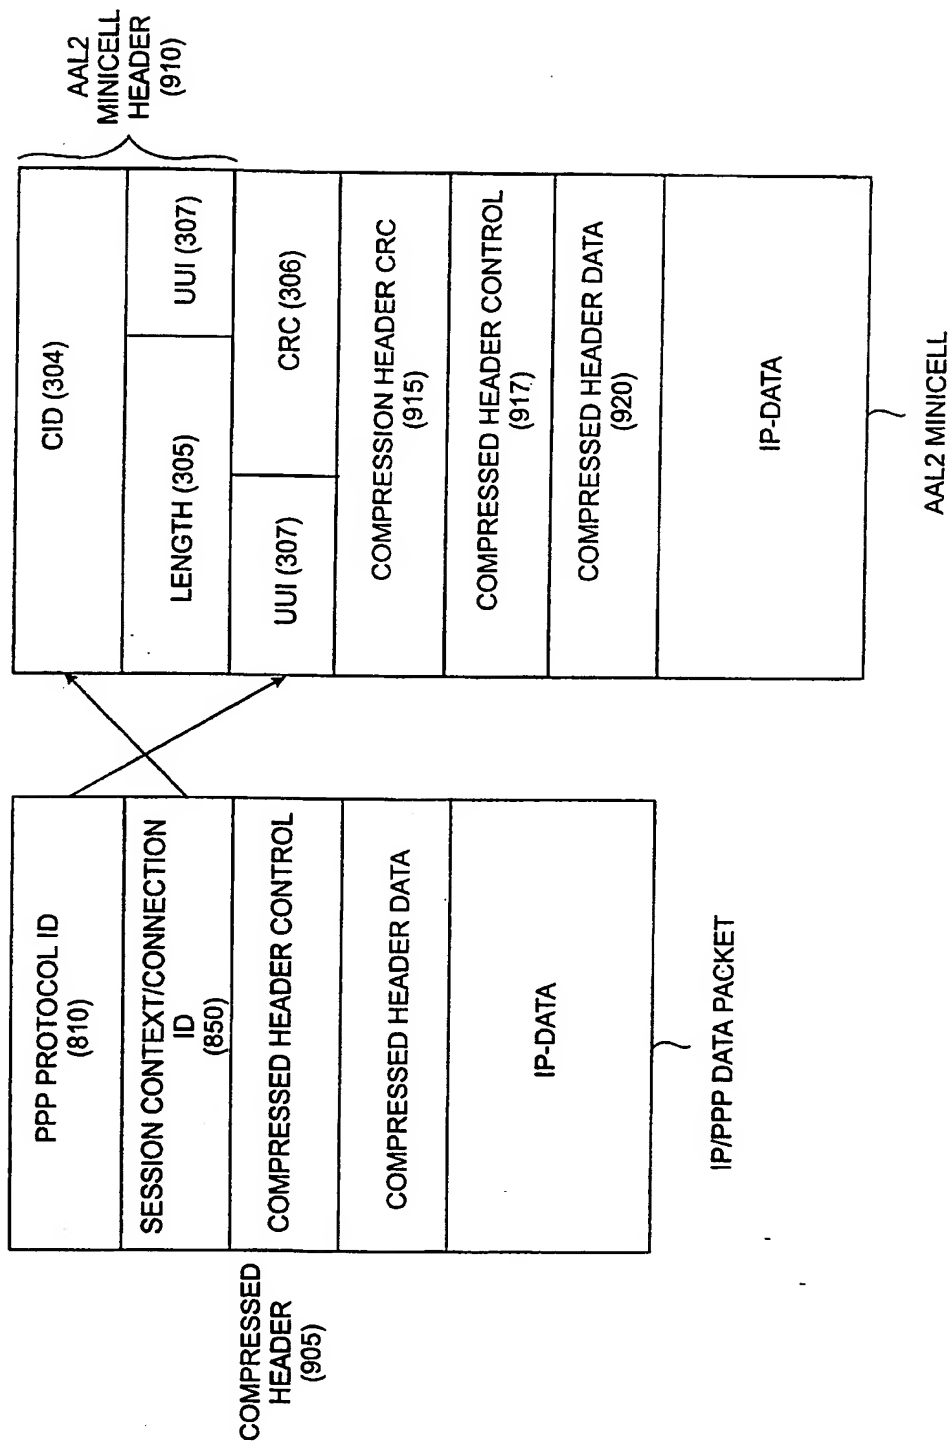 COMPRESSED
HEADER
(905)
PPP PROTOCOL ID
(810)
SESSION CONTEXT/CONNECTION
ID
(850)
COMPRESSED HEADER CONTROL
COMPRESSED HEADER DATA
IP-DATA
IP/PPP DATA PACKET
AAL2
MINICELL
HEADER
(910)
CID (304)
LENGTH (305)
UUI (307)
UUI (307)
CRC (306)
COMPRESSION HEADER CRC
(915)
COMPRESSED HEADER CONTROL
(917)
COMPRESSED HEADER DATA
(920)
IP-DATA
AAL2 MINICELL